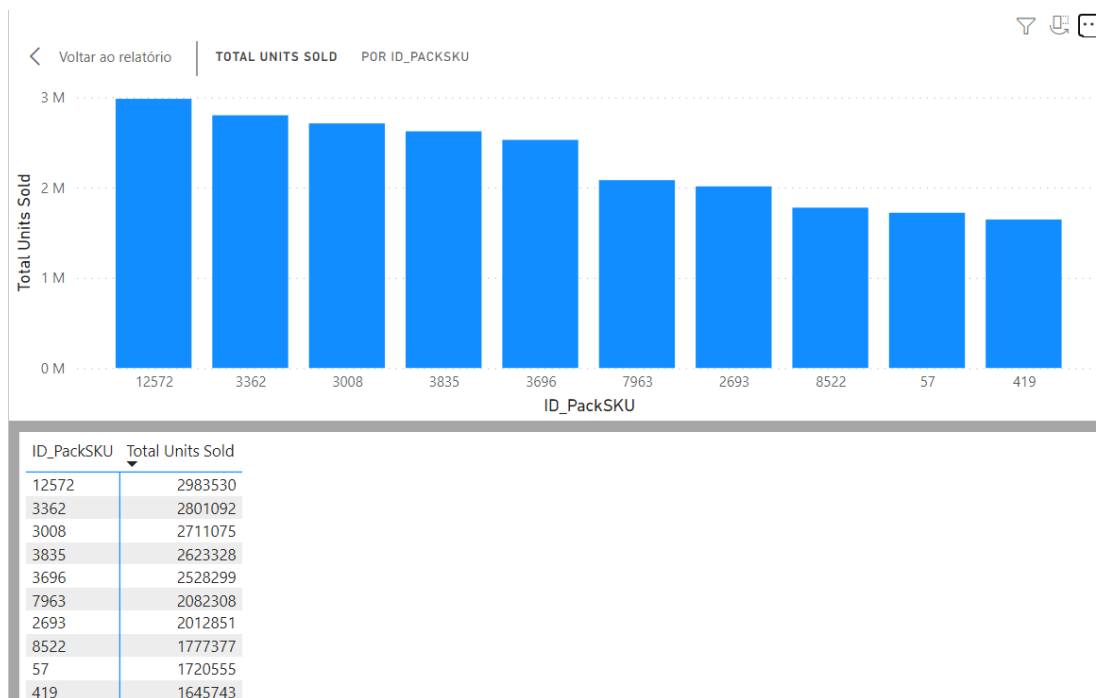 Voltar ao relatório TOTAL UNITS SOLD POR ID_PACKSKU
Total Units Sold
3 M
2 M
1 M
0 M
12572 3362 3008 3835 3696 7963 2693 8522 57 419
ID_PackSKU
ID_PackSKU Total Units Sold
12572 2983530
3362 2801092
3008 2711075
3835 2623328
3696 2528299
7963 2082308
2693 2012851
8522 1777377
57 1720555
419 1645743